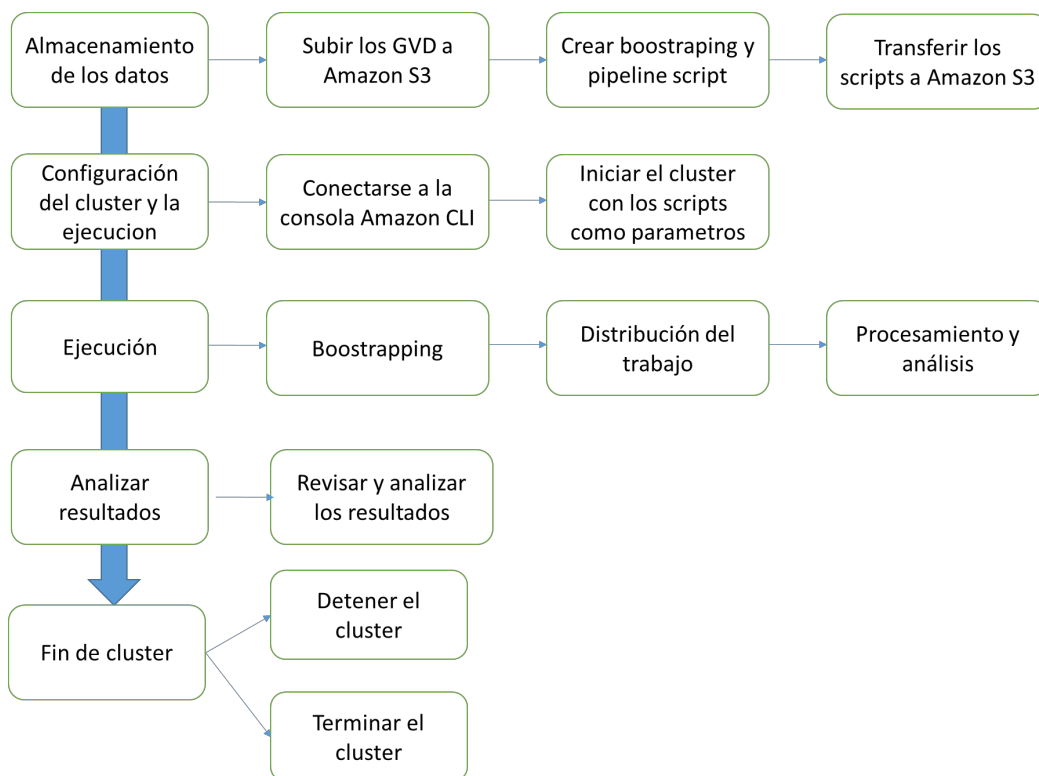 Almacenamiento
de los datos
Subir los GVD a
Amazon S3
Crear boostraping y
pipeline script
Transferir los
scripts a Amazon S3
Configuración
del cluster y la
ejecucion
Conectarse a la
consola Amazon CLI
Iniciar el cluster
con los scripts
como parametros
Ejecución
Boostrapping
Distribución del
trabajo
Procesamiento y
análisis
Analizar
resultados
Revisar y analizar
los resultados
Fin de cluster
Detener el
cluster
Terminar el
cluster